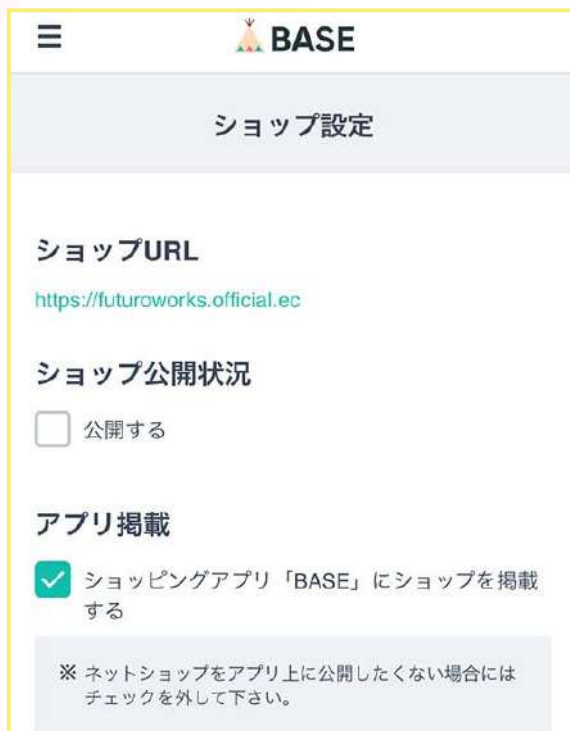 BASE
ショップ設定
ショップURL
https://futuroworks.official.ec
ショップ公開状況
公開する
アプリ掲載
ショッピングアプリ「BASE」にショップを掲載
する
※ ネットショップをアプリ上に公開したくない場合には
チェックを外して下さい。